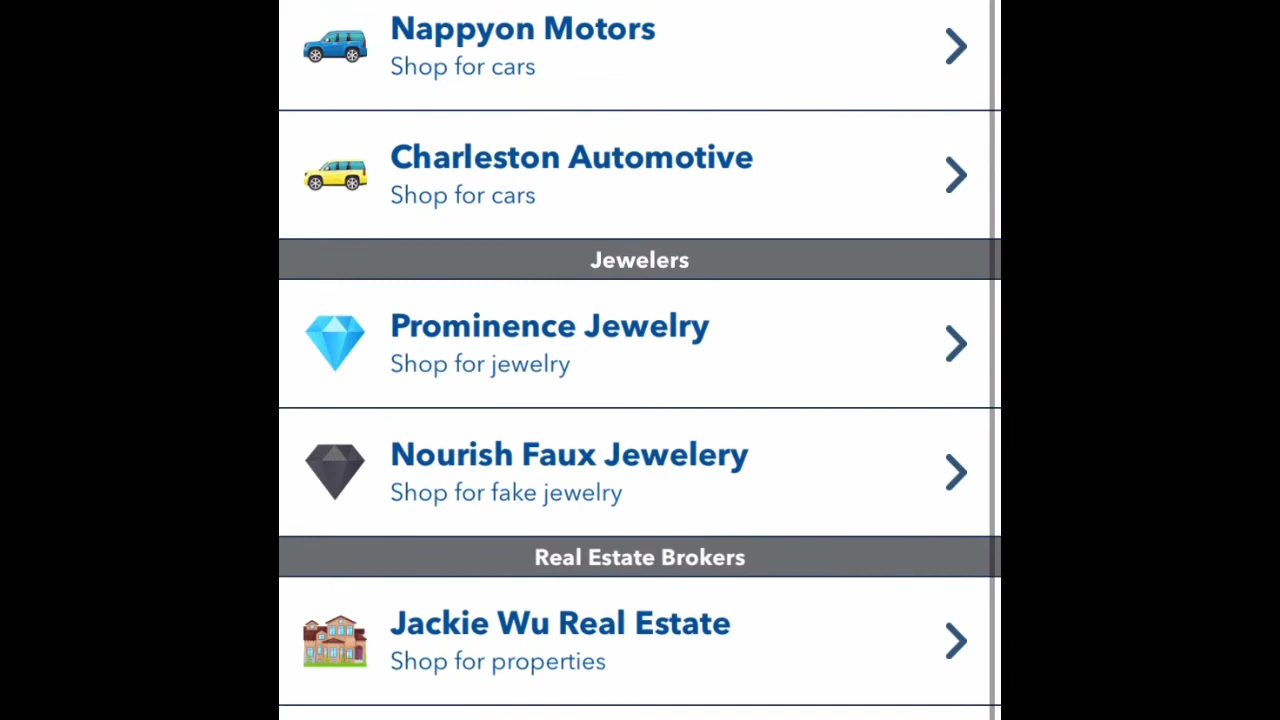 Nappyon Motors
Shop for cars
Charleston Automotive
Shop for cars
Jewelers
Prominence Jewelry
Shop for jewelry
Nourish Faux Jewelery
Shop for fake jewelry
Real Estate Brokers
Jackie Wu Real Estate
Shop for properties